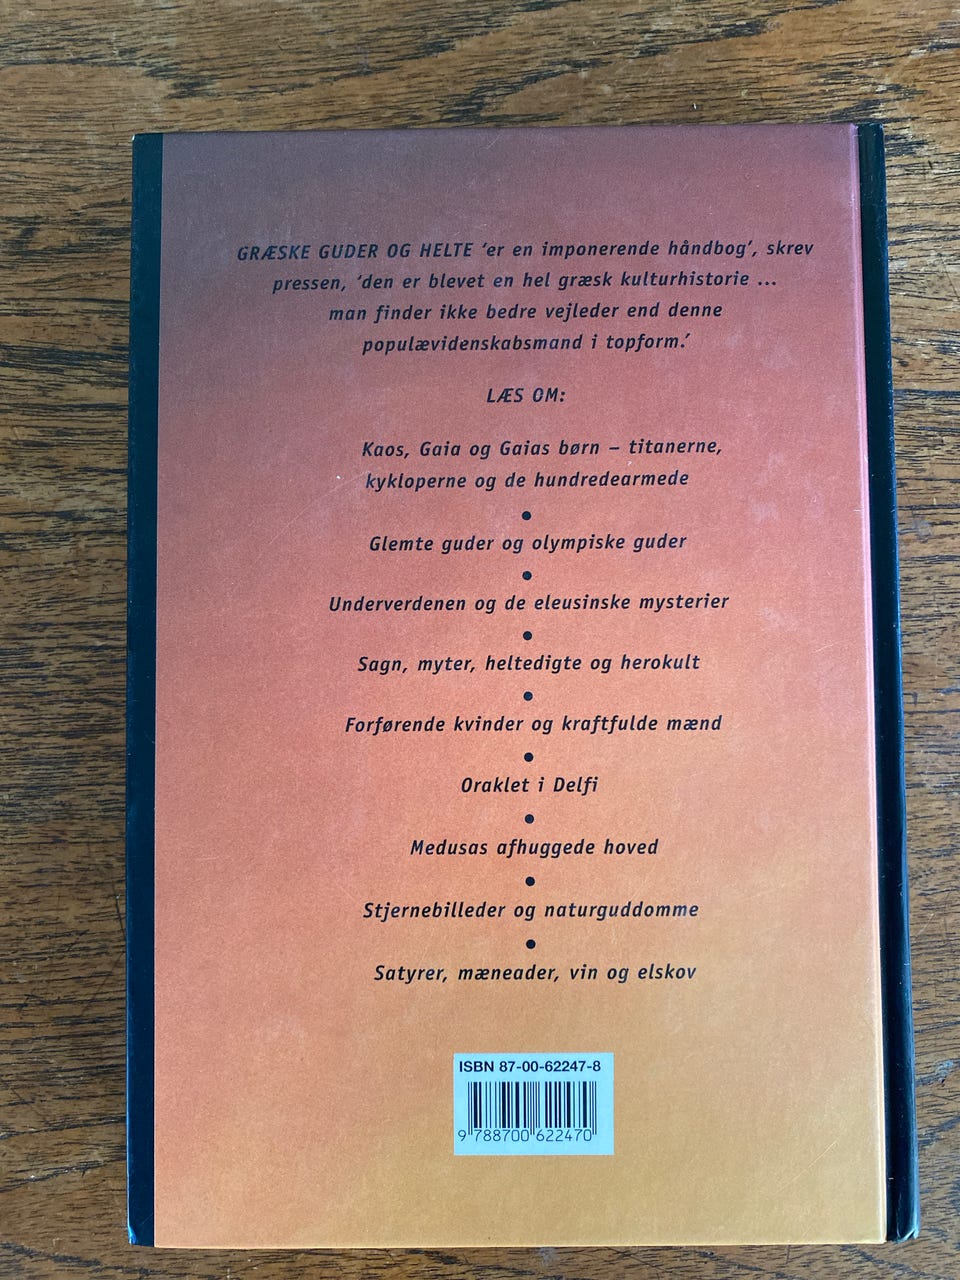 GRÆSKE GUDER OG HELTE ‘er en imponerende håndbog’, skrev
pressen, ‘den er blevet en hel græsk kulturhistorie ...
man finder ikke bedre vejleder end denne
populævidenskabsmand i topform.’
LÆS OM:
Kaos, Gaia og Gaias børn – titanerne,
kykloperne og de hundredearmede
•
Glemte guder og olympiske guder
•
Underverdenen og de eleusinske mysterier
•
Sagn, myter, heltedigte og herokult
•
Forførende kvinder og kraftfulde mænd
•
Oraklet i Delfi
•
Medusas afhuggede hoved
•
Stjernebilleder og naturguddomme
•
Satyrer, mæneader, vin og elskov
ISBN 87-00-62247-8
9 788700 622470